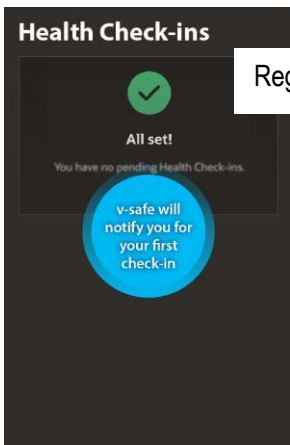 Health Check-ins
Reg
All set!
You have no pending Health Check-ins.
v-safe will
notify you for
your first
check-in